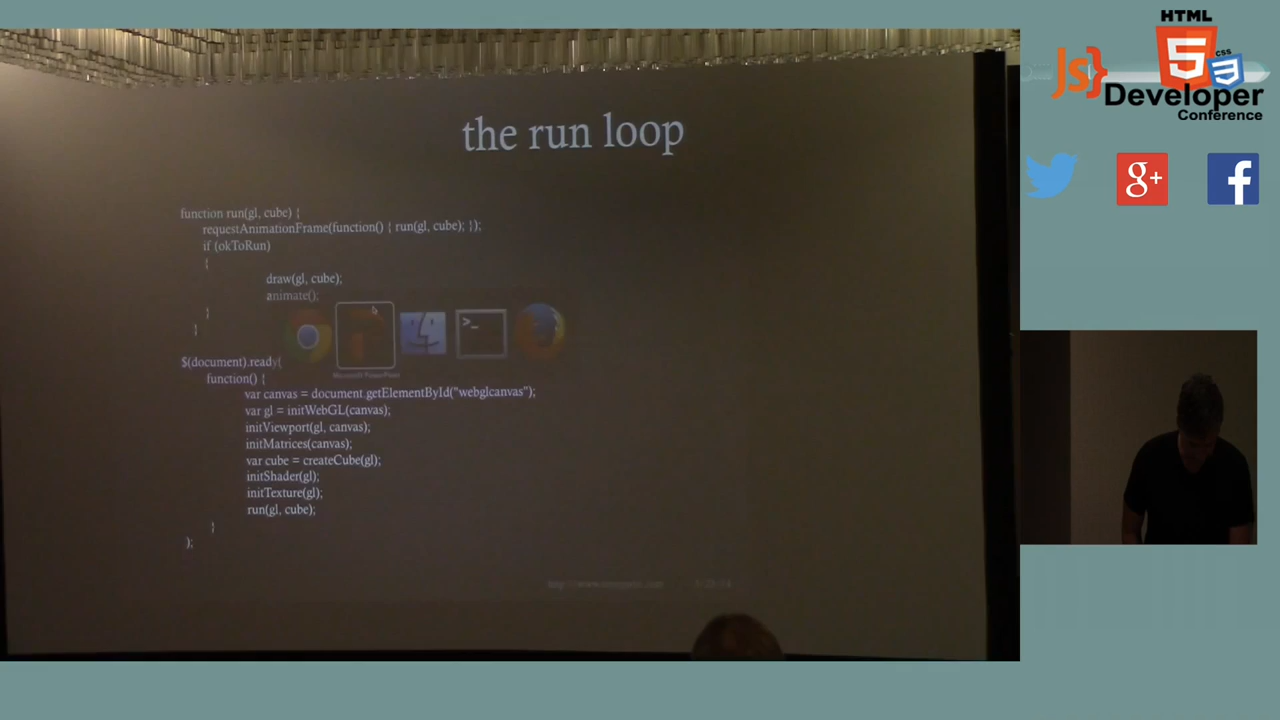 the run loop
function run(gl, cube) {
requestAnimationFrame(function() { run(gl, cube); });
if (okToRun)
{
draw(gl, cube);
animate();
}
}
$(document).ready(
function() {
var canvas = document.getElementById("webglcanvas");
var gl = initWebGL(canvas);
initViewport(gl, canvas);
initMatrices(canvas);
var cube = createCube(gl);
initShader(gl);
initTexture(gl);
run(gl, cube);
}
);
Microsoft PowerPoint
>_
HTML
JS} 5 CSS 3
Developer
Conference
g+ f